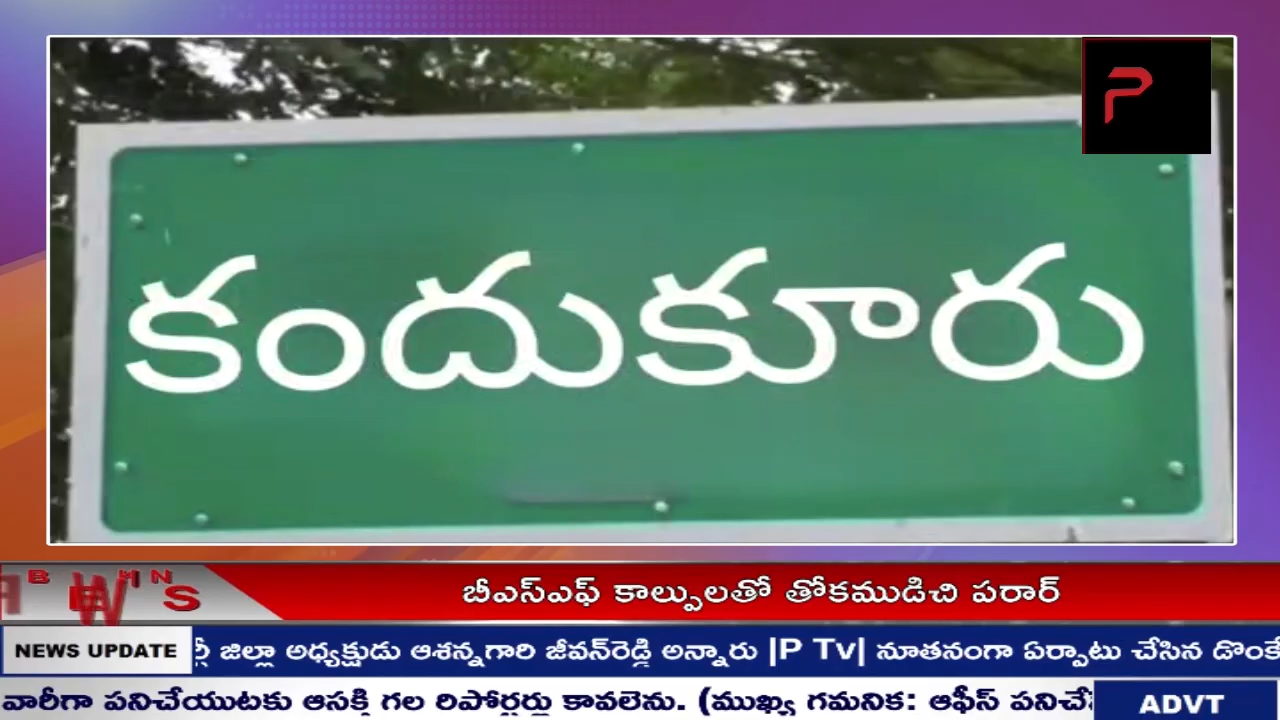 P
కందుకూరు
NEWS
బీఎస్ఎఫ్ కాల్పులతో తోకముడిచి పరార్
NEWS UPDATE
జిల్లా అధ్యక్షుడు ఆశన్నగారి జీవన్‌రెడ్డి అన్నారు |P Tv| నూతనంగా ఏర్పాటు చేసిన
వారీగా పనిచేయుటకు ఆసక్తి గల రిపోర్టర్లు కావలెను. (ముఖ్య గమనిక: ఆఫీస్
ADVT